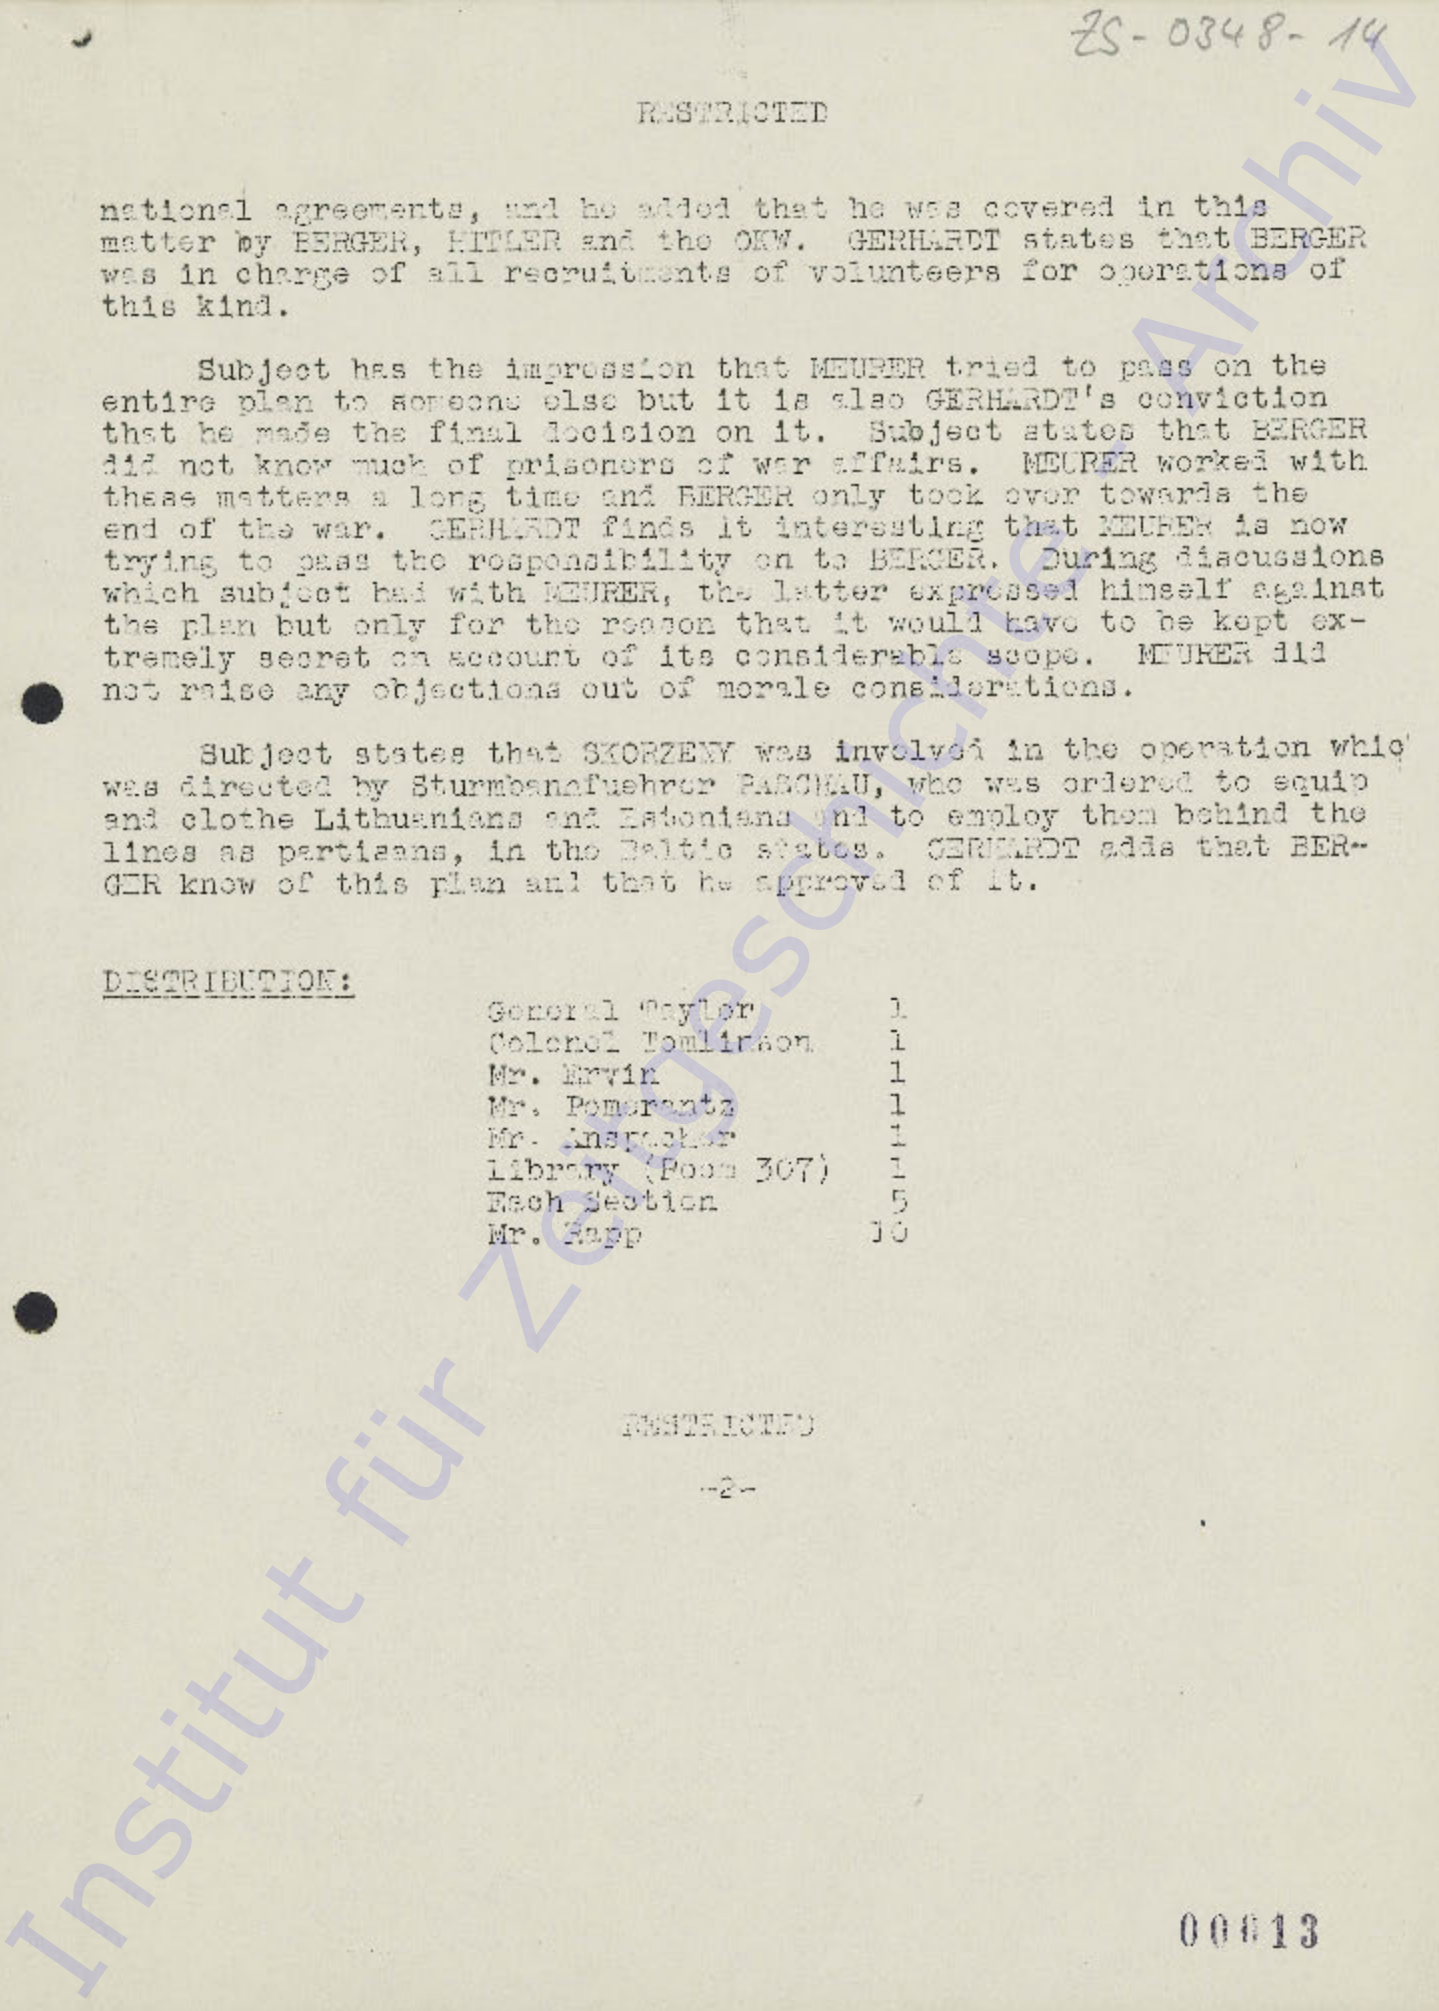 ZS-0348-14
RESTRICTED
national agreements, and he added that he was covered in this
matter by BERGER, HITLER and the OKW. GERHARDT states that BERGER
was in charge of all recruitments of volunteers for operations of
this kind.
Subject has the impression that MEURER tried to pass on the
entire plan to someone else but it is also GERHARDT's conviction
that he made the final decision on it. Subject states that BERGER
did not know much of prisoners of war affairs. MEURER worked with
these matters a long time and BERGER only took over towards the
end of the war. GERHARDT finds it interesting that MEURER is now
trying to pass the responsibility on to BERGER. During discussions
which subject had with MEURER, the latter expressed himself against
the plan but only for the reason that it would have to be kept ex-
tremely secret on account of its considerable scope. MEURER did
not raise any objections out of morale considerations.
Subject states that SKORZENY was involved in the operation whic
was directed by Sturmbannfuehrer PASCHAU, who was ordered to equip
and clothe Lithuanians and Estonians and to employ them behind the
lines as partisans, in the Baltic states. GERHARDT adds that BER-
GER know of this plan and that he approved of it.
DISTRIBUTION:
General Taylor 1
Colonel Tomlinson 1
Mr. Ervin 1
Mr. Pomerantz 1
Mr. Anspacher 1
Library (Room 307) 1
Each Section 5
Mr. Rapp 10
RESTRICTED
-2-
00013
Institut für Zeitgeschichte - Archiv